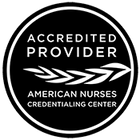 ACCREDITED
PROVIDER
AMERICAN NURSES
CREDENTIALING CENTER